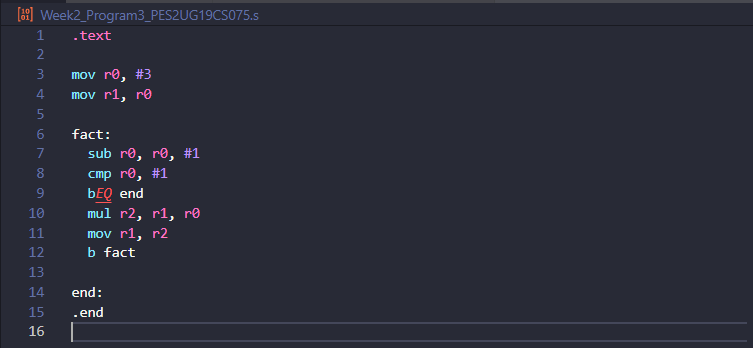 10 01 Week2_Program3_PES2UG19CS075.s
1 .text
2
3 mov r0, #3
4 mov r1, r0
5
6 fact:
7 sub r0, r0, #1
8 cmp r0, #1
9 bEQ end
10 mul r2, r1, r0
11 mov r1, r2
12 b fact
13
14 end:
15 .end
16